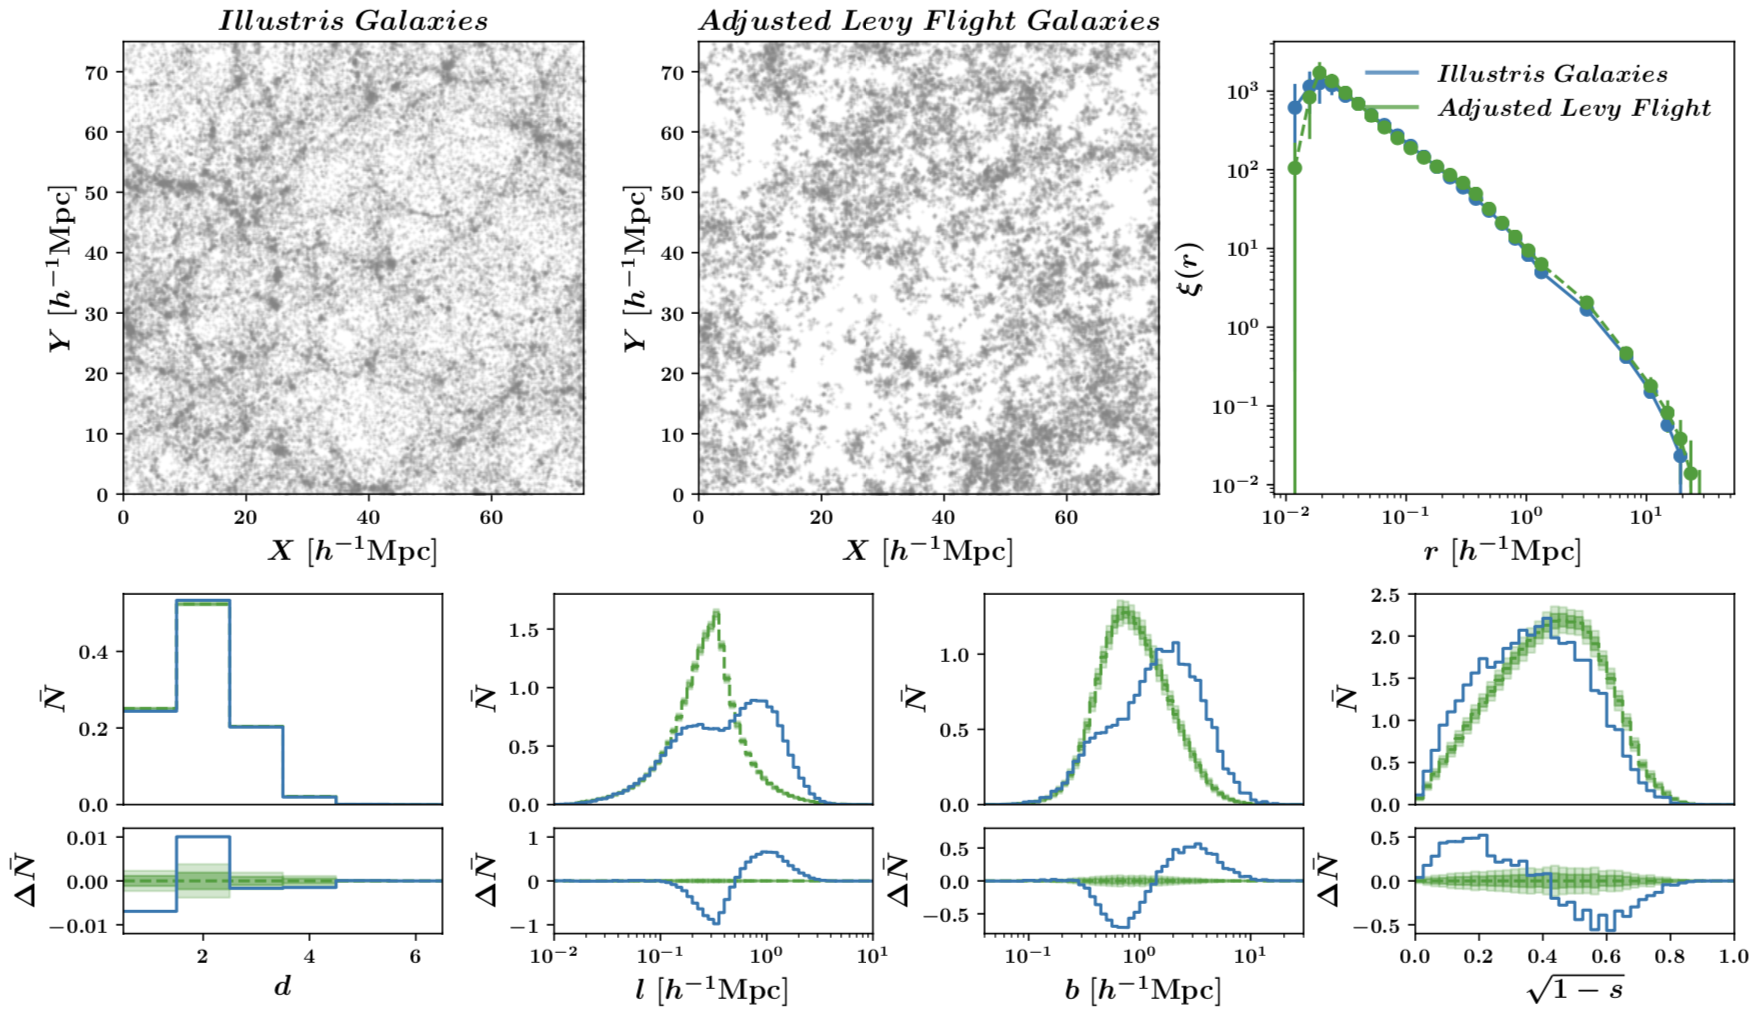 Illustris Galaxies
Adjusted Levy Flight Galaxies
70
60
50
40
30
20
10
0
0 20 40 60
Y [h⁻¹Mpc]
X [h⁻¹Mpc]
70
60
50
40
30
20
10
0
0 20 40 60
Y [h⁻¹Mpc]
X [h⁻¹Mpc]
Illustris Galaxies
Adjusted Levy Flight
10³
10²
10¹
10⁰
10⁻¹
10⁻²
10⁻² 10⁻¹ 10⁰ 10¹
ξ(r)
r [h⁻¹Mpc]
0.4
0.2
0.0
N̄
0.01
0.00
−0.01
ΔN̄
2 4 6
d
1.5
1.0
0.5
0.0
N̄
1
0
−1
ΔN̄
10⁻² 10⁻¹ 10⁰ 10¹
l [h⁻¹Mpc]
1.0
0.5
0.0
N̄
0.5
0.0
−0.5
ΔN̄
10⁻¹ 10⁰ 10¹
b [h⁻¹Mpc]
2.5
2.0
1.5
1.0
0.5
0.0
N̄
0.5
0.0
−0.5
ΔN̄
0.0 0.2 0.4 0.6 0.8 1.0
√1 − s